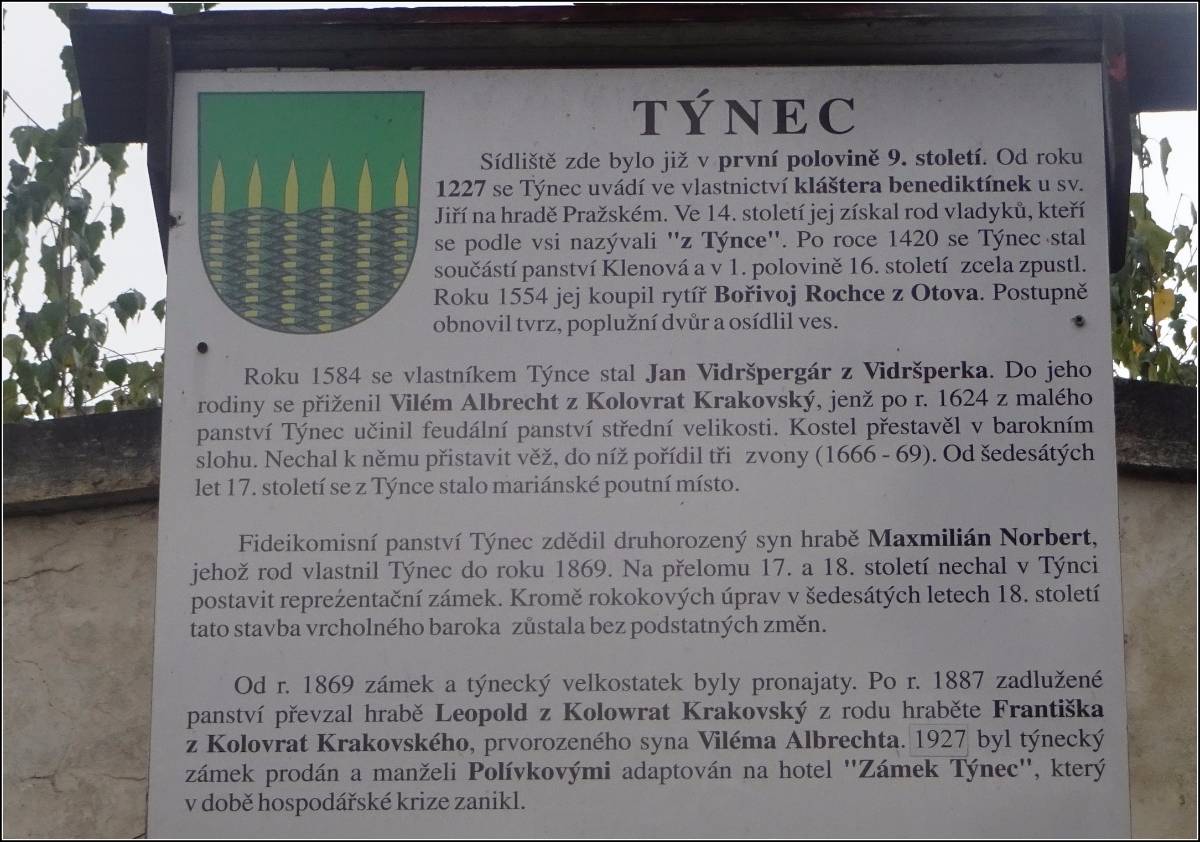 TÝNEC
Sídliště zde bylo již v první polovině 9. století. Od roku
1227 se Týnec uvádí ve vlastnictví kláštera benediktínek u sv.
Jiří na hradě Pražském. Ve 14. století jej získal rod vladyků, kteří
se podle vsi nazývali "z Týnce". Po roce 1420 se Týnec stal
součástí panství Klenová a v 1. polovině 16. století zcela zpustl.
Roku 1554 jej koupil rytíř Bořivoj Rochce z Otova. Postupně
obnovil tvrz, poplužní dvůr a osídlil ves.
Roku 1584 se vlastníkem Týnce stal Jan Vidršpergár z Vidršperka. Do jeho
rodiny se přiženil Vilém Albrecht z Kolovrat Krakovský, jenž po r. 1624 z malého
panství Týnec učinil feudální panství střední velikosti. Kostel přestavěl v barokním
slohu. Nechal k němu přistavit věž, do níž pořídil tři zvony (1666 - 69). Od šedesátých
let 17. století se z Týnce stalo mariánské poutní místo.
Fideikomisní panství Týnec zdědil druhorozený syn hrabě Maxmilián Norbert,
jehož rod vlastnil Týnec do roku 1869. Na přelomu 17. a 18. století nechal v Týnci
postavit reprezentační zámek. Kromě rokokových úprav v šedesátých letech 18. století
tato stavba vrcholného baroka zůstala bez podstatných změn.
Od r. 1869 zámek a týnecký velkostatek byly pronajaty. Po r. 1887 zadlužené
panství převzal hrabě Leopold z Kolowrat Krakovský z rodu hraběte Františka
z Kolovrat Krakovského, prvorozeného syna Viléma Albrechta. 1927 byl týnecký
zámek prodán a manželi Polívkovými adaptován na hotel "Zámek Týnec", který
v době hospodářské krize zanikl.